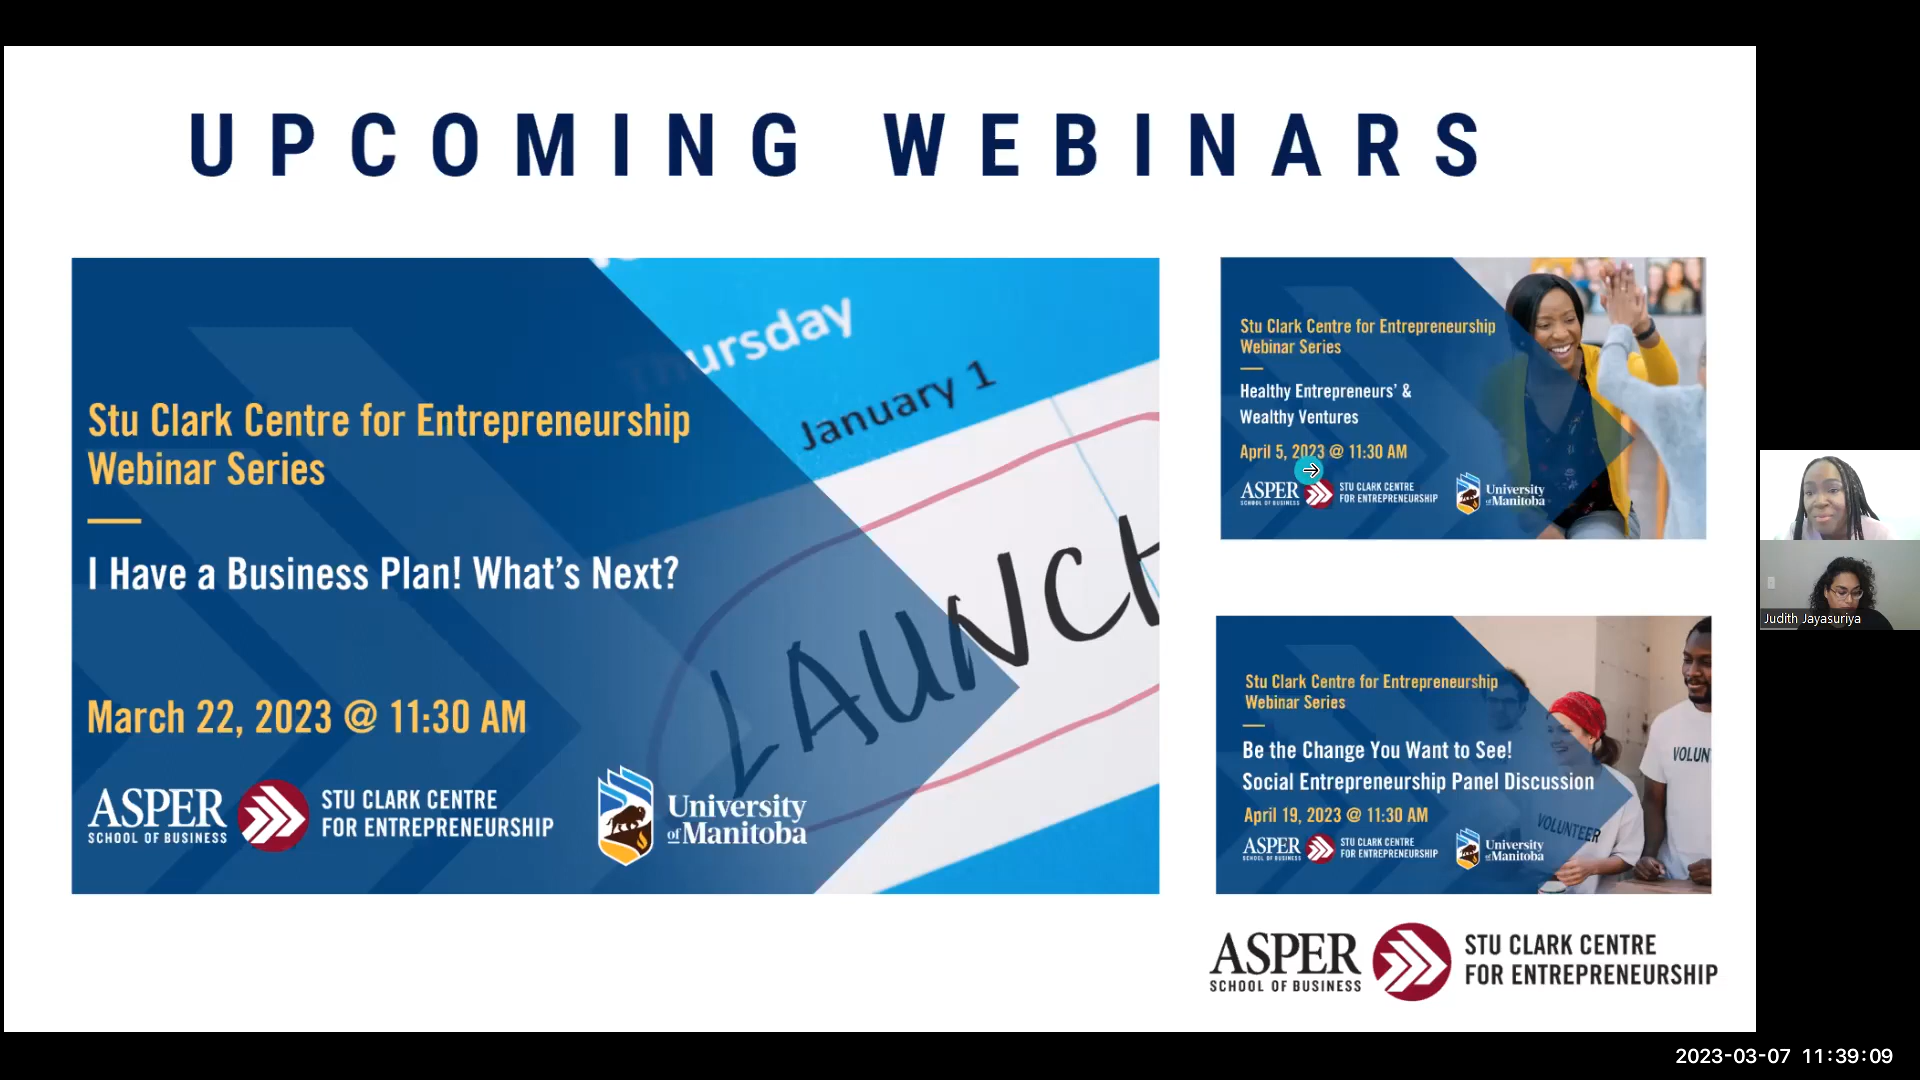 UPCOMING WEBINARS
Thursday
January 1
LAUNCH
Stu Clark Centre for Entrepreneurship
Webinar Series
I Have a Business Plan! What's Next?
March 22, 2023 @ 11:30 AM
ASPER
SCHOOL OF BUSINESS
STU CLARK CENTRE
FOR ENTREPRENEURSHIP
University
of Manitoba
Stu Clark Centre for Entrepreneurship
Webinar Series
Healthy Entrepreneurs' &
Wealthy Ventures
April 5, 2023 @ 11:30 AM
ASPER
SCHOOL OF BUSINESS
STU CLARK CENTRE
FOR ENTREPRENEURSHIP
University
of Manitoba
Stu Clark Centre for Entrepreneurship
Webinar Series
Be the Change You Want to See!
Social Entrepreneurship Panel Discussion
April 19, 2023 @ 11:30 AM
VOLUNTEER
VOLUN
ASPER
SCHOOL OF BUSINESS
STU CLARK CENTRE
FOR ENTREPRENEURSHIP
University
of Manitoba
ASPER
SCHOOL OF BUSINESS
STU CLARK CENTRE
FOR ENTREPRENEURSHIP
Judith Jayasuriya
2023-03-07 11:39:09